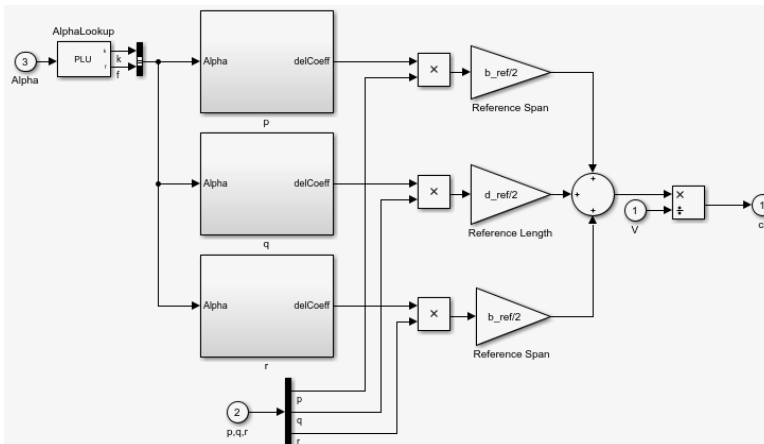 AlphaLookup
3
Alpha
PLU
k
f
k
f
Alpha
delCoeff
p
×
b_ref/2
Reference Span
Alpha
delCoeff
q
×
d_ref/2
Reference Length
+
+
+
×
÷
1
V
1
c
Alpha
delCoeff
r
×
b_ref/2
Reference Span
2
p,q,r
p
q
r